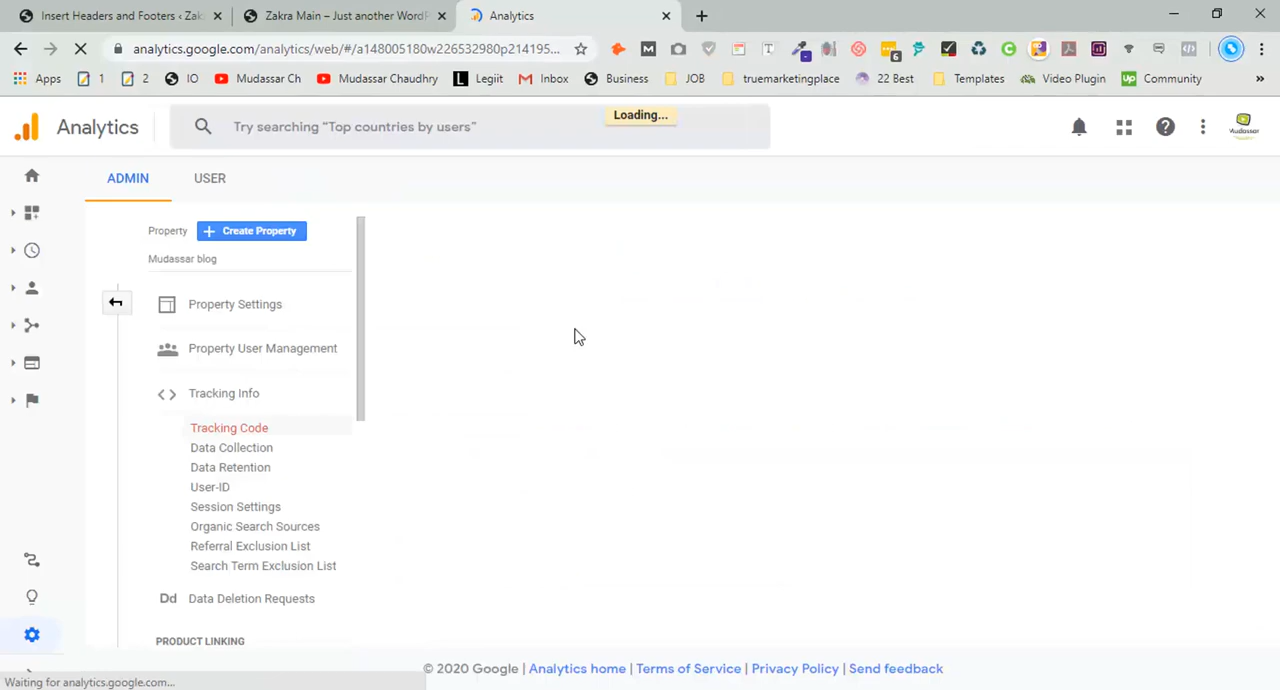 Insert Headers and Footers ‹ Zak
Zakra Main – Just another WordP
Analytics
analytics.google.com/analytics/web/#/a148005180w226532980p214195...
Apps
1
2
IO
Mudassar Ch
Mudassar Chaudhry
Legiit
Inbox
Business
JOB
truemarketingplace
22 Best
Templates
Video Plugin
Community
»
Analytics
Try searching “Top countries by users”
Loading...
Mudassar
ADMIN
USER
Property
Create Property
Mudassar blog
Property Settings
Property User Management
Tracking Info
Tracking Code
Data Collection
Data Retention
User-ID
Session Settings
Organic Search Sources
Referral Exclusion List
Search Term Exclusion List
Dd Data Deletion Requests
PRODUCT LINKING
© 2020 Google | Analytics home | Terms of Service | Privacy Policy | Send feedback
Waiting for analytics.google.com...